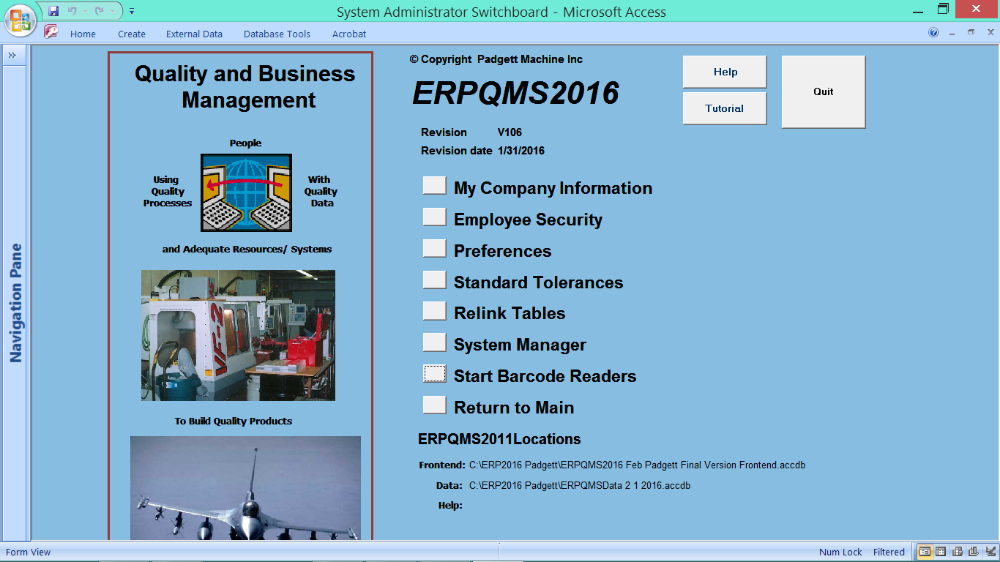 System Administrator Switchboard - Microsoft Access
Home
Create
External Data
Database Tools
Acrobat
Navigation Pane
Quality and Business
Management
People
Using
Quality
Processes
With
Quality
Data
and Adequate Resources/ Systems
VF-2
To Build Quality Products
© Copyright Padgett Machine Inc
ERPQMS2016
Revision V106
Revision date 1/31/2016
Help
Tutorial
Quit
My Company Information
Employee Security
Preferences
Standard Tolerances
Relink Tables
System Manager
Start Barcode Readers
Return to Main
ERPQMS2011Locations
Frontend: C:\ERP2016 Padgett\ERPQMS2016 Feb Padgett Final Version Frontend.accdb
Data: C:\ERP2016 Padgett\ERPQMSData 2 1 2016.accdb
Help:
Form View
Num Lock
Filtered